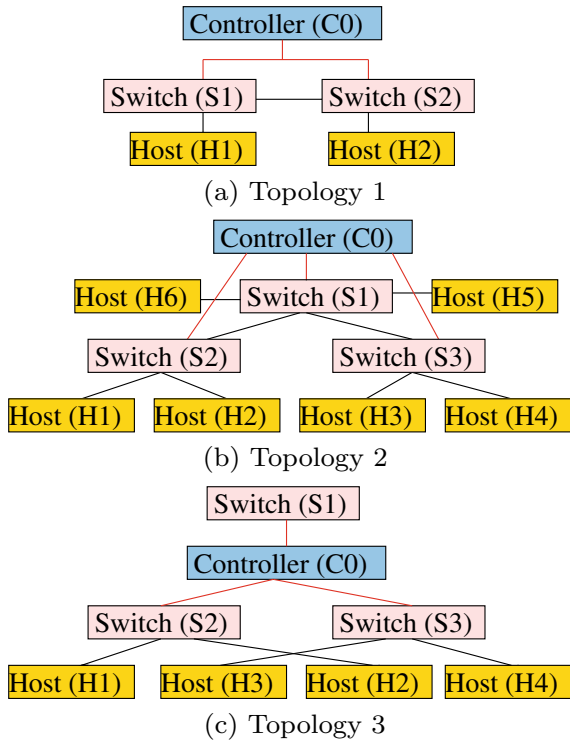 Controller (C0)
Switch (S1) Switch (S2)
Host (H1) Host (H2)
(a) Topology 1
Controller (C0)
Host (H6) Switch (S1) Host (H5)
Switch (S2) Switch (S3)
Host (H1) Host (H2) Host (H3) Host (H4)
(b) Topology 2
Switch (S1)
Controller (C0)
Switch (S2) Switch (S3)
Host (H1) Host (H3) Host (H2) Host (H4)
(c) Topology 3